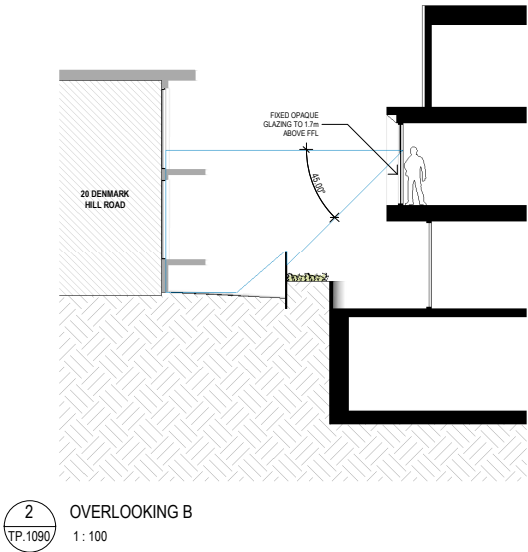 FIXED OPAQUE
GLAZING TO 1.7m
ABOVE FFL
45.00°
20 DENMARK
HILL ROAD
2
TP.1090
OVERLOOKING B
1 : 100